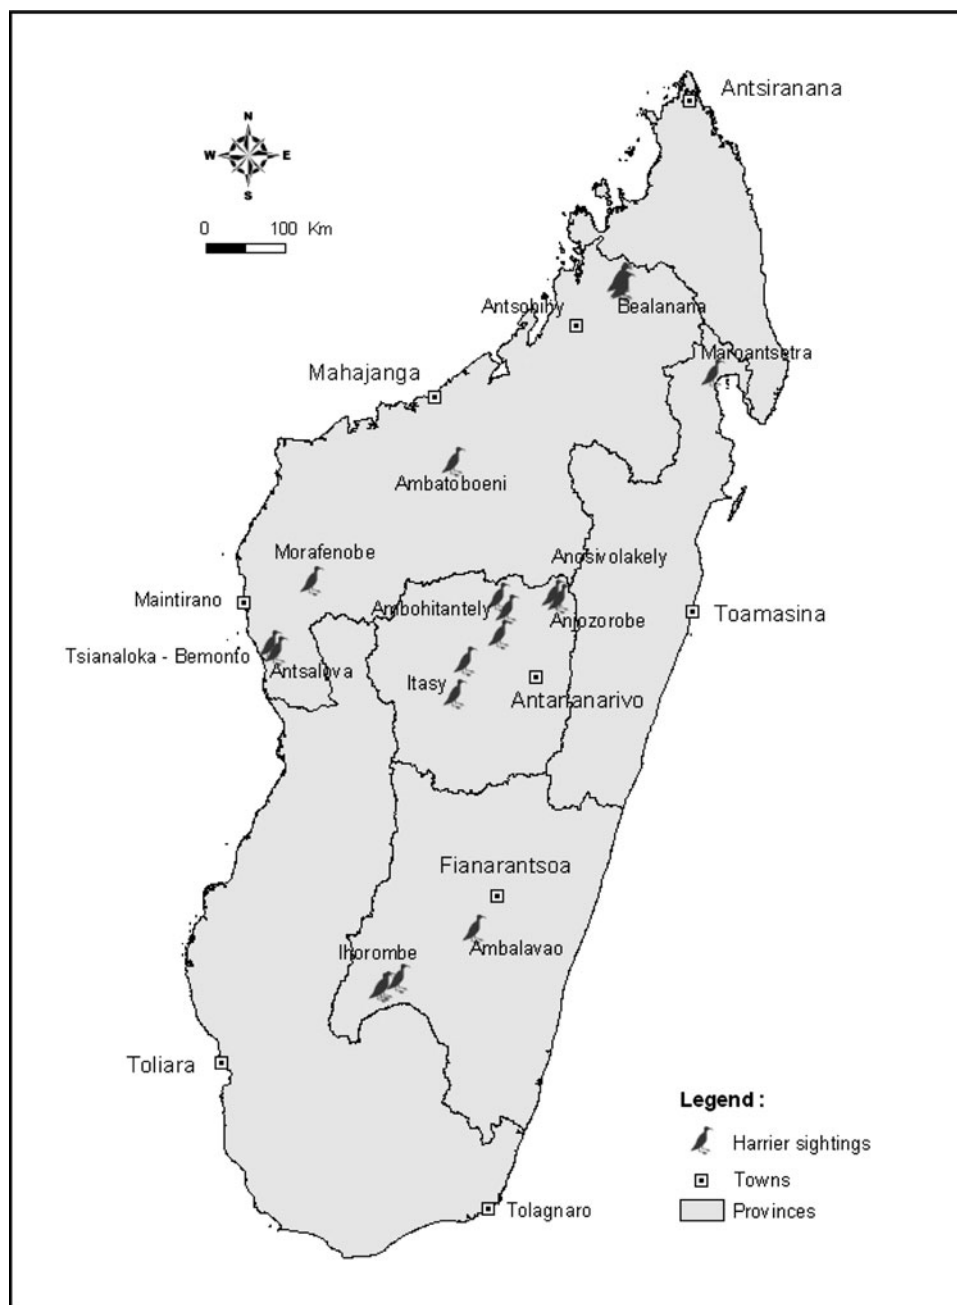 Antsiranana
N
W E
S
0 100 Km
Antsohihy
Bealanana
Maroantsetra
Mahajanga
Ambatoboeni
Morafenobe
Anosivolakely
Maintirano
Ambohitantely
Anjozorobe
Toamasina
Tsianaloka - Bemonto
Antsalova
Itasy
Antananarivo
Fianarantsoa
Ambalavao
Ihorombe
Toliara
Legend :
Harrier sightings
Towns
Provinces
Tolagnaro